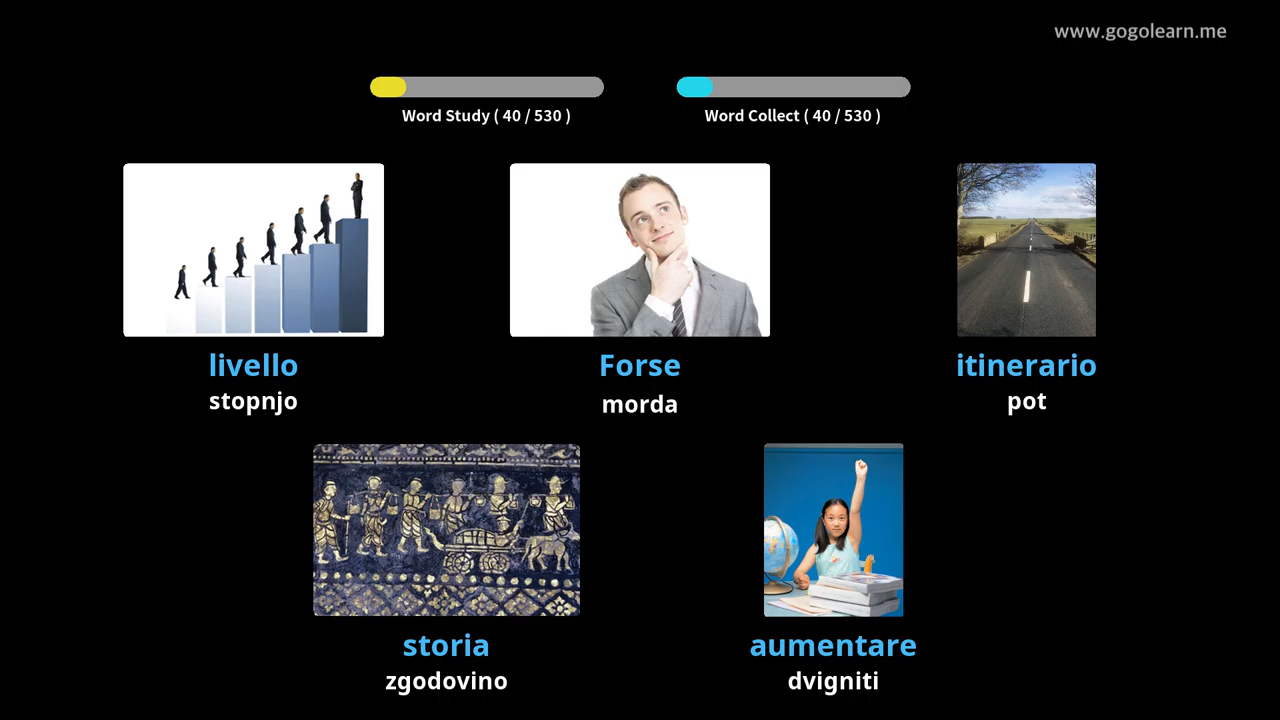 www.gogolearn.me
Word Study ( 40 / 530 )
Word Collect ( 40 / 530 )
livello
stopnjo
Forse
morda
itinerario
pot
storia
zgodovino
aumentare
dvigniti